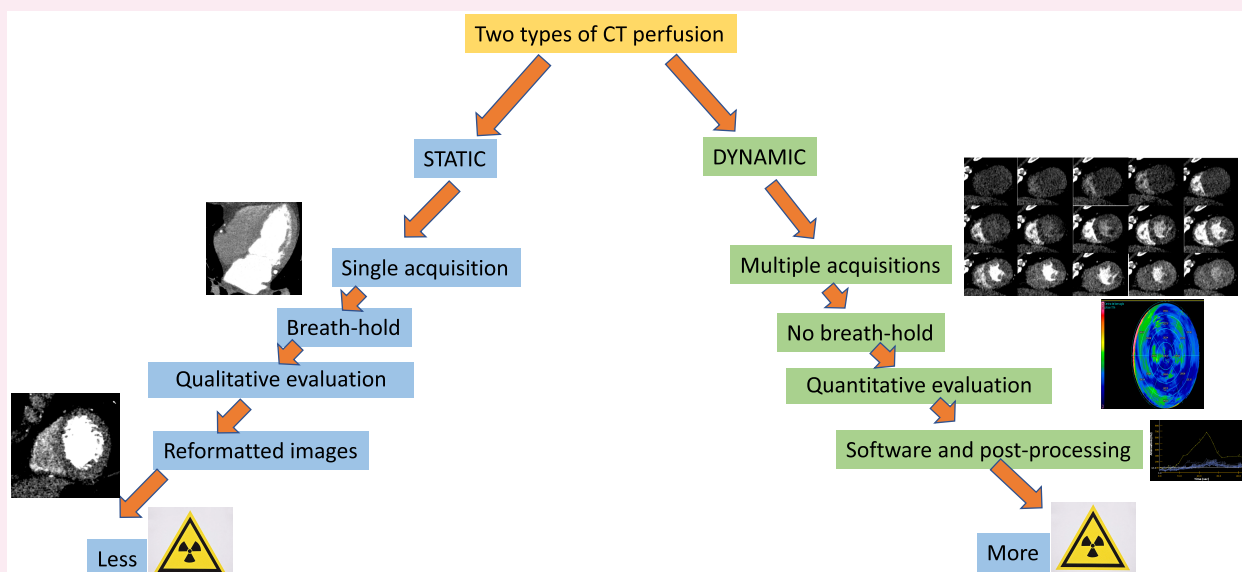 Two types of CT perfusion
STATIC
DYNAMIC
Single acquisition
Multiple acquisitions
Breath-hold
No breath-hold
Qualitative evaluation
Quantitative evaluation
Reformatted images
Software and post-processing
Less
More